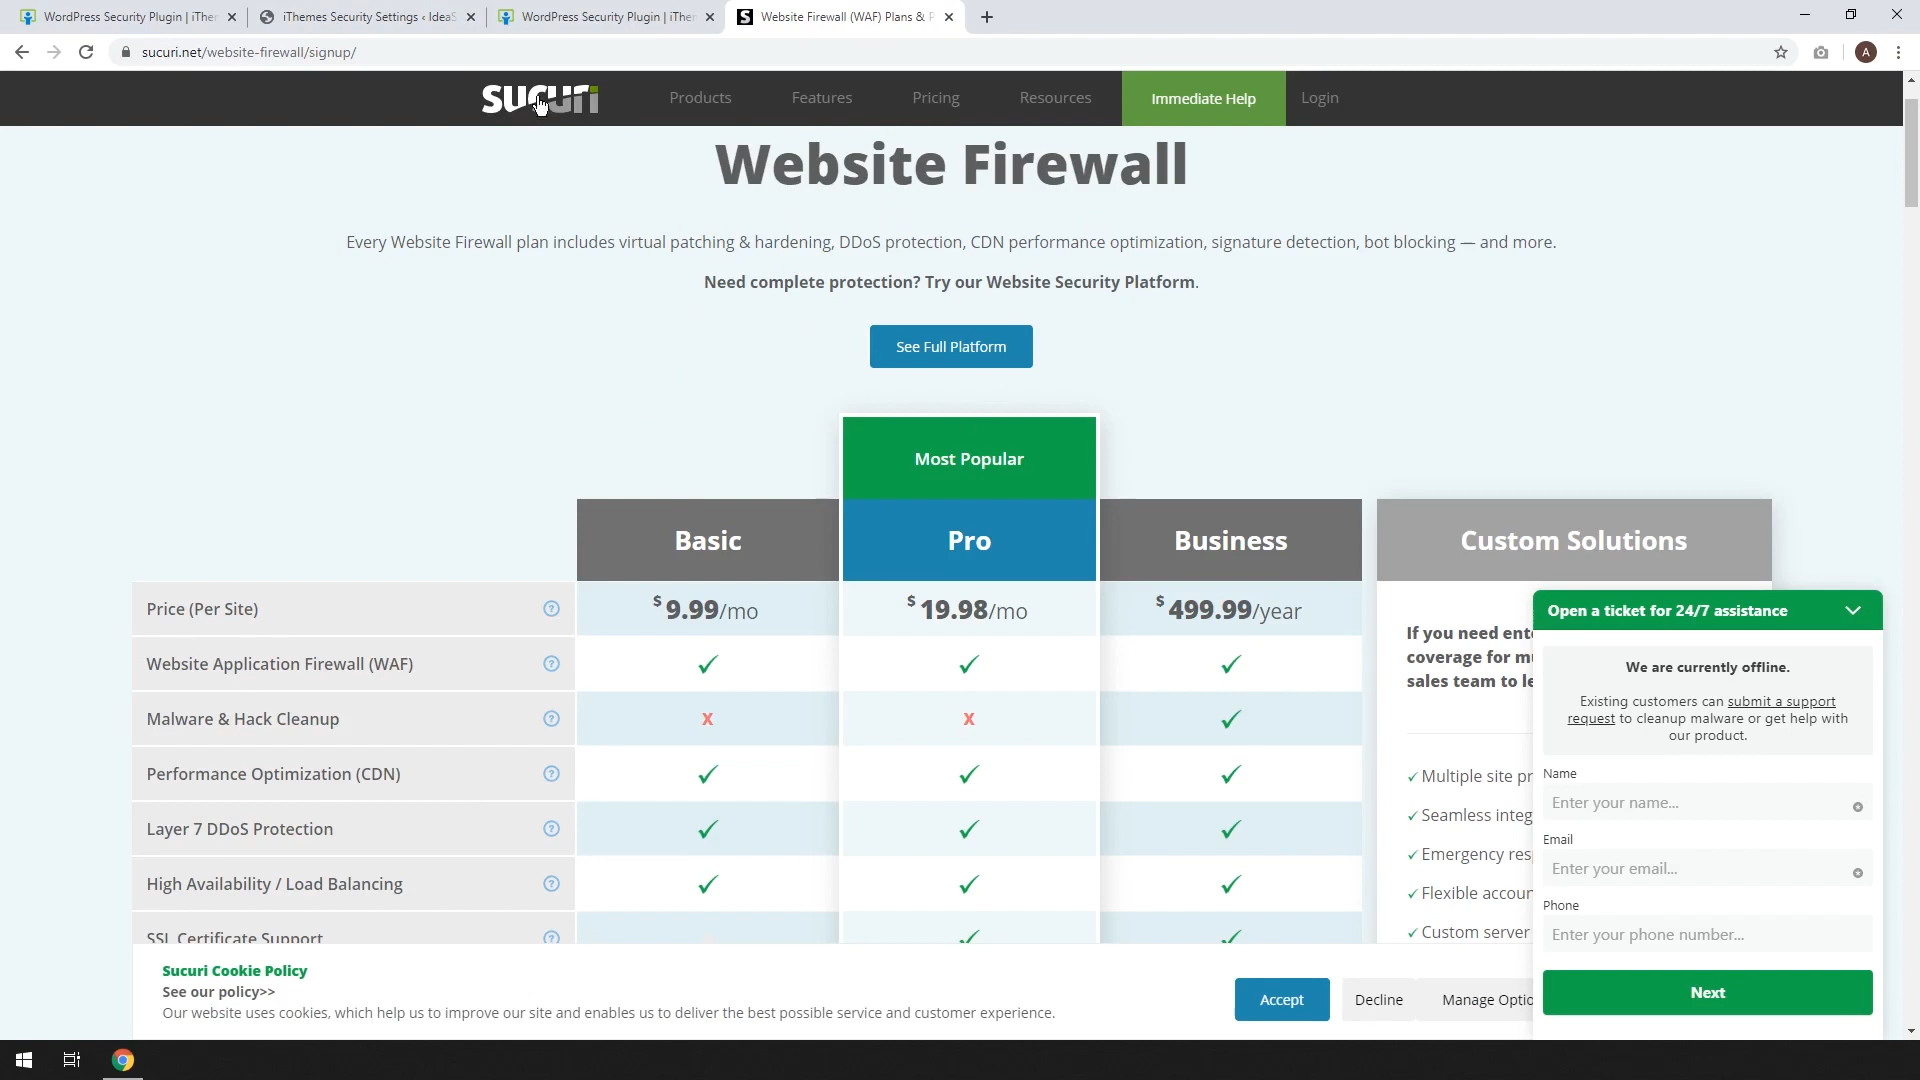 WordPress Security Plugin | iTher
iThemes Security Settings ‹ IdeaS
WordPress Security Plugin | iTher
Website Firewall (WAF) Plans & P
sucuri.net/website-firewall/signup/
A
sucuri
Products
Features
Pricing
Resources
Immediate Help
Login
Website Firewall
Every Website Firewall plan includes virtual patching & hardening, DDoS protection, CDN performance optimization, signature detection, bot blocking — and more.
Need complete protection? Try our Website Security Platform.
See Full Platform
Most Popular
Basic
Pro
Business
Custom Solutions
Price (Per Site)
$9.99/mo
$19.98/mo
$499.99/year
Website Application Firewall (WAF)
Malware & Hack Cleanup
X
X
Performance Optimization (CDN)
Layer 7 DDoS Protection
High Availability / Load Balancing
SSL Certificate Support
If you need ent
coverage for m
sales team to le
Multiple site pr
Seamless integ
Emergency res
Flexible accour
Custom server
Open a ticket for 24/7 assistance
We are currently offline.
Existing customers can submit a support
request to cleanup malware or get help with
our product.
Name
Enter your name...
Email
Enter your email...
Phone
Enter your phone number...
Next
Sucuri Cookie Policy
See our policy>>
Our website uses cookies, which help us to improve our site and enables us to deliver the best possible service and customer experience.
Accept
Decline
Manage Optio